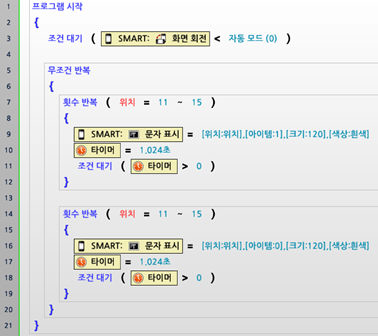 1 프로그램 시작
2 {
3 조건 대기 ( SMART: 화면 회전 < 자동 모드 (0) )
4
5 무조건 반복
6 {
7 횟수 반복 ( 위치 = 11 ~ 15 )
8 {
9 SMART: 문자 표시 = [위치:위치],[아이템:1],[크기:120],[색상:흰색]
10 타이머 = 1.024초
11 조건 대기 ( 타이머 > 0 )
12 }
13
14 횟수 반복 ( 위치 = 11 ~ 15 )
15 {
16 SMART: 문자 표시 = [위치:위치],[아이템:0],[크기:120],[색상:흰색]
17 타이머 = 1.024초
18 조건 대기 ( 타이머 > 0 )
19 }
20 }
21 }